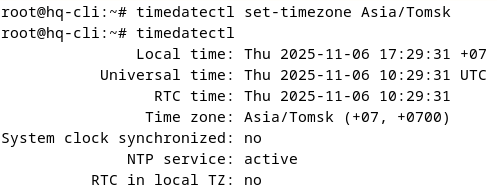 root@hq-cli:~# timedatectl set-timezone Asia/Tomsk
root@hq-cli:~# timedatectl
Local time: Thu 2025-11-06 17:29:31 +07
Universal time: Thu 2025-11-06 10:29:31 UTC
RTC time: Thu 2025-11-06 10:29:31
Time zone: Asia/Tomsk (+07, +0700)
System clock synchronized: no
NTP service: active
RTC in local TZ: no